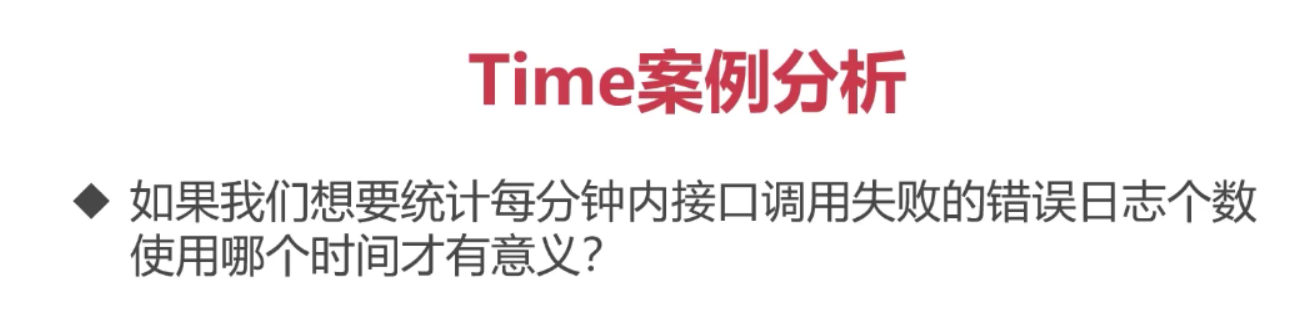 Time案例分析
◆ 如果我们想要统计每分钟内接口调用失败的错误日志个数
使用哪个时间才有意义？